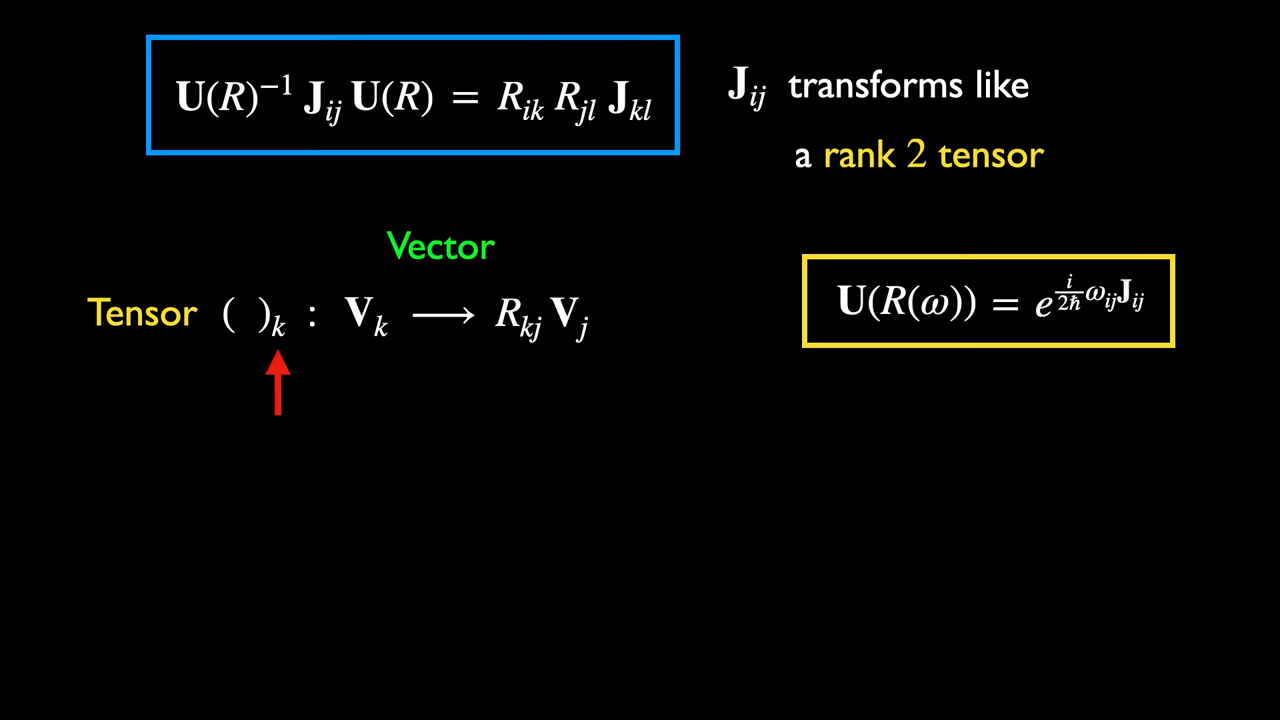 U(R)⁻¹ J_ij U(R) = R_ik R_jl J_kl
J_ij transforms like
a rank 2 tensor
Vector
Tensor ( )_k : V_k ⟶ R_kj V_j
U(R(ω)) = e^{\frac{i}{2ħ} ω_ij J_ij}